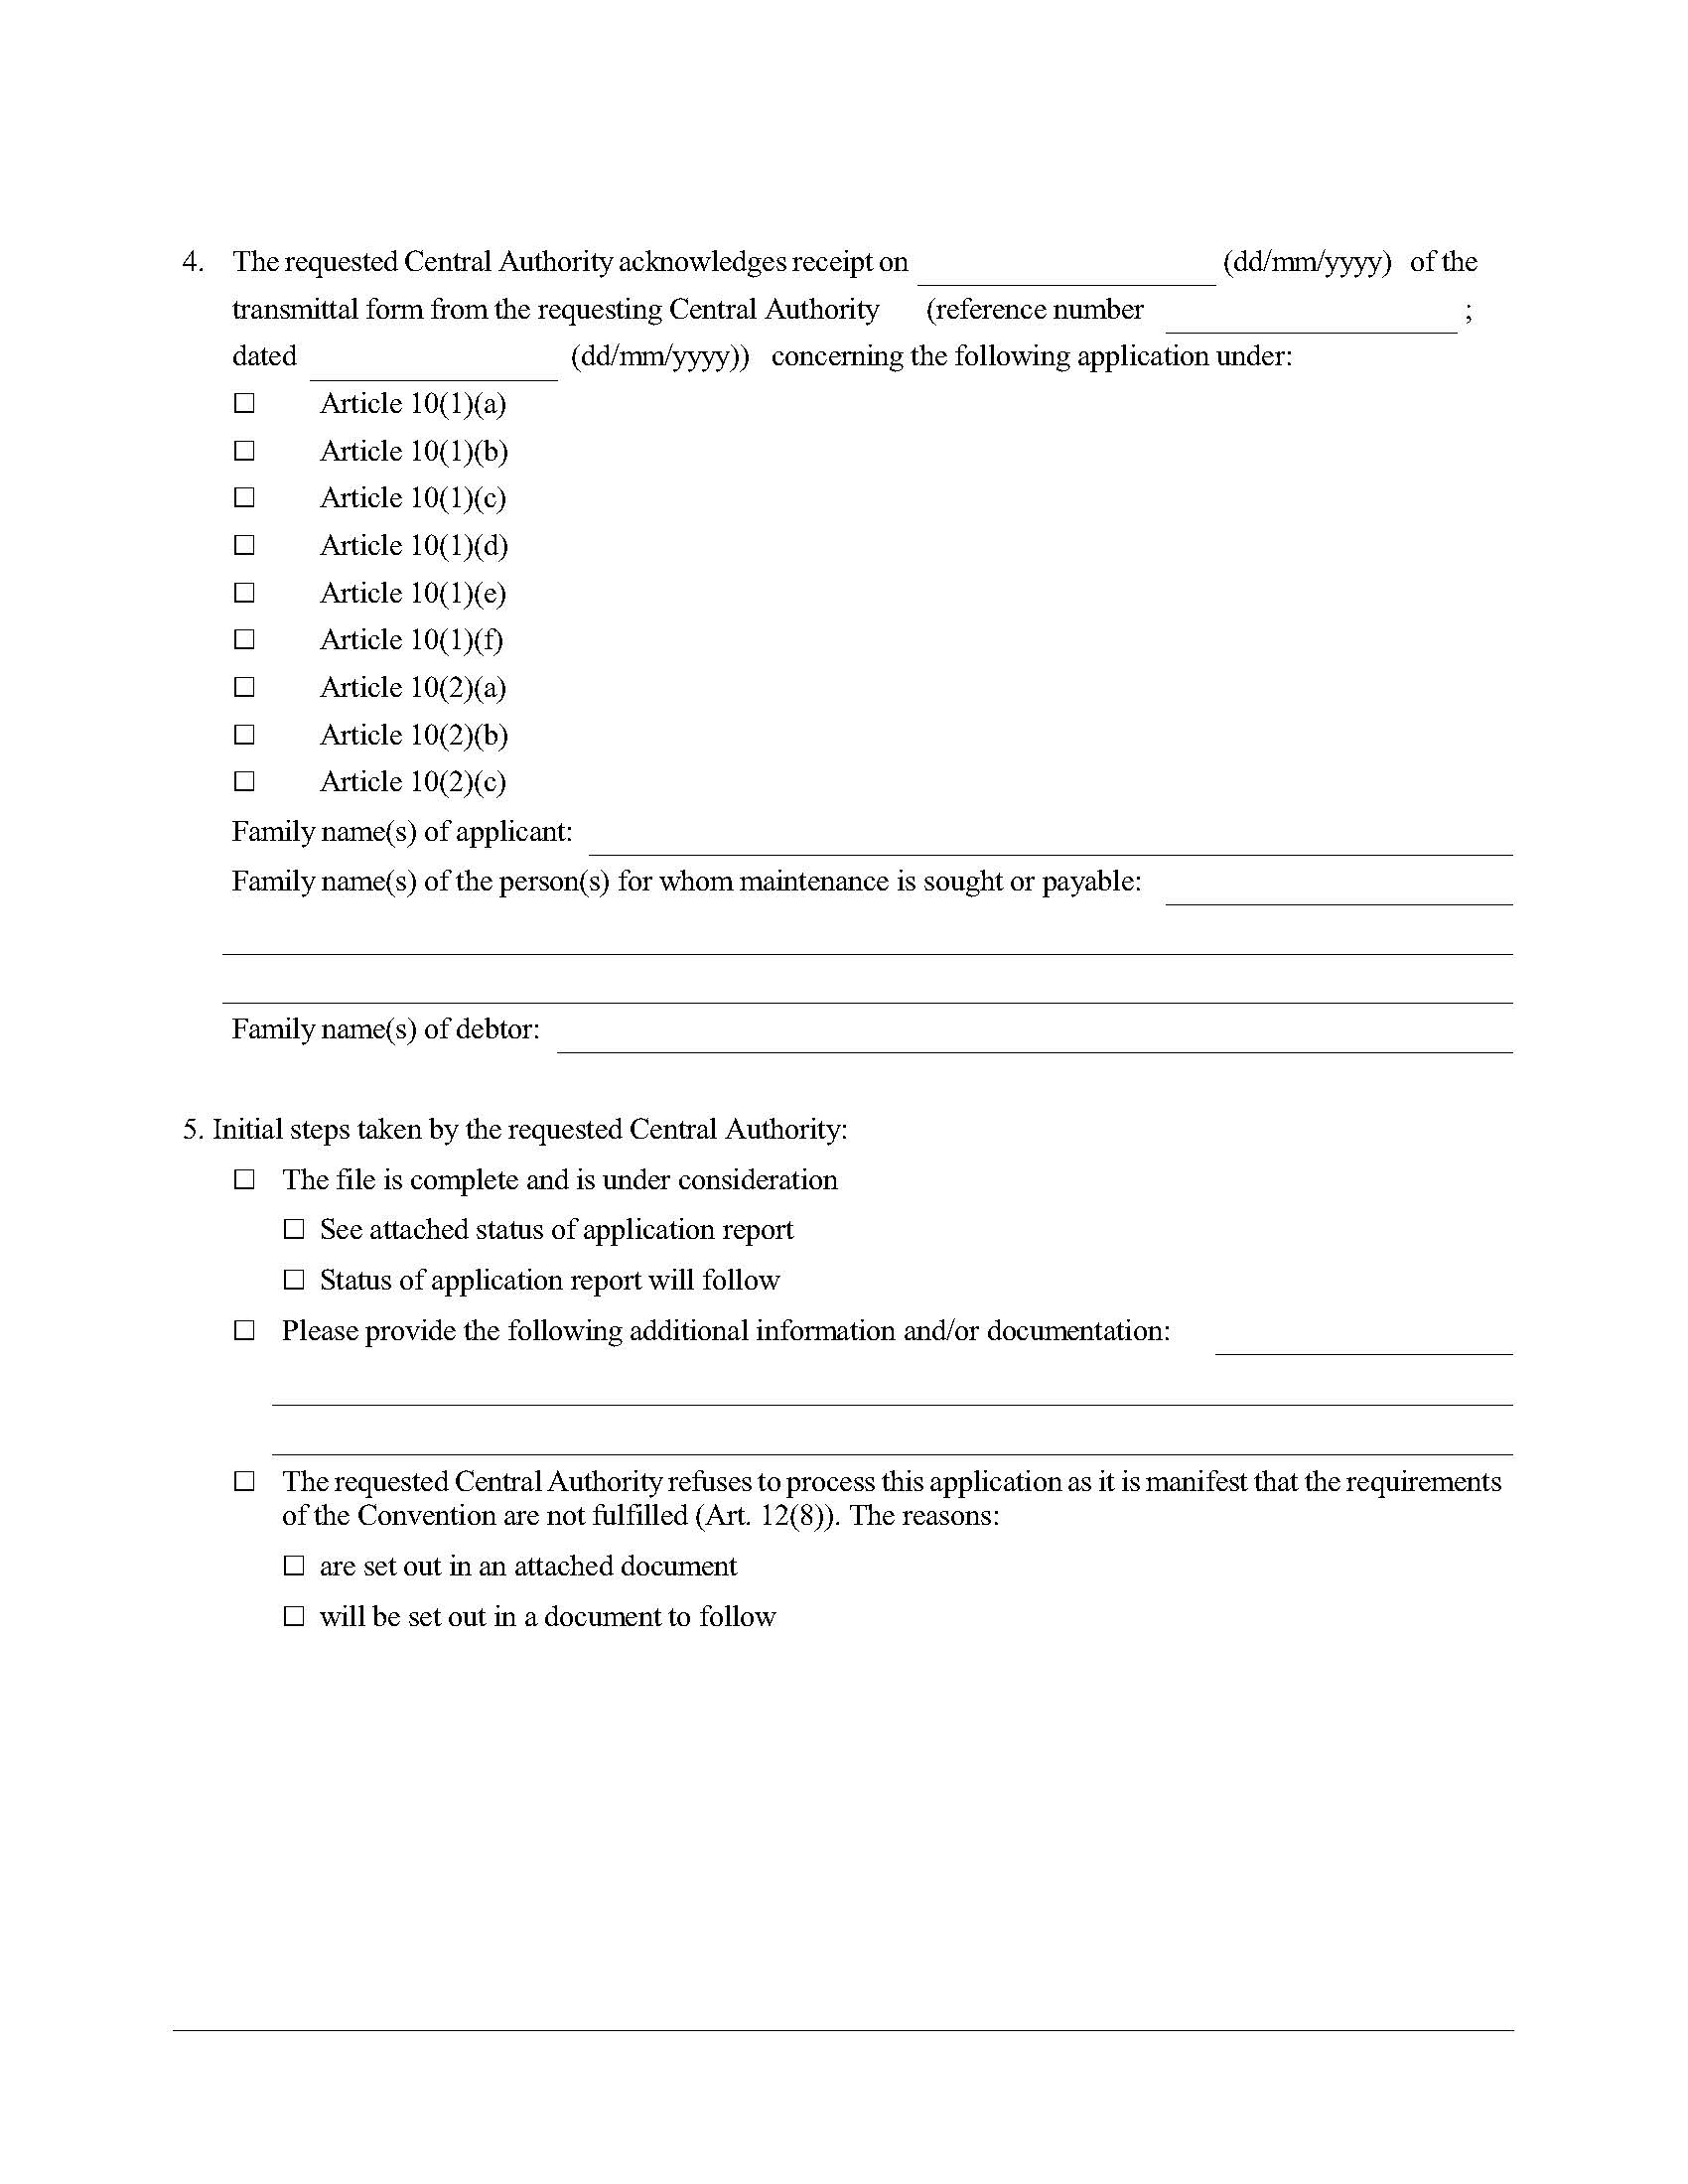 4. The requested Central Authority acknowledges receipt on (dd/mm/yyyy) of the
transmittal form from the requesting Central Authority (reference number ;
dated (dd/mm/yyyy)) concerning the following application under:
☐ Article 10(1)(a)
☐ Article 10(1)(b)
☐ Article 10(1)(c)
☐ Article 10(1)(d)
☐ Article 10(1)(e)
☐ Article 10(1)(f)
☐ Article 10(2)(a)
☐ Article 10(2)(b)
☐ Article 10(2)(c)
Family name(s) of applicant:
Family name(s) of the person(s) for whom maintenance is sought or payable:
Family name(s) of debtor:
5. Initial steps taken by the requested Central Authority:
☐ The file is complete and is under consideration
☐ See attached status of application report
☐ Status of application report will follow
☐ Please provide the following additional information and/or documentation:
☐ The requested Central Authority refuses to process this application as it is manifest that the requirements
of the Convention are not fulfilled (Art. 12(8)). The reasons:
☐ are set out in an attached document
☐ will be set out in a document to follow